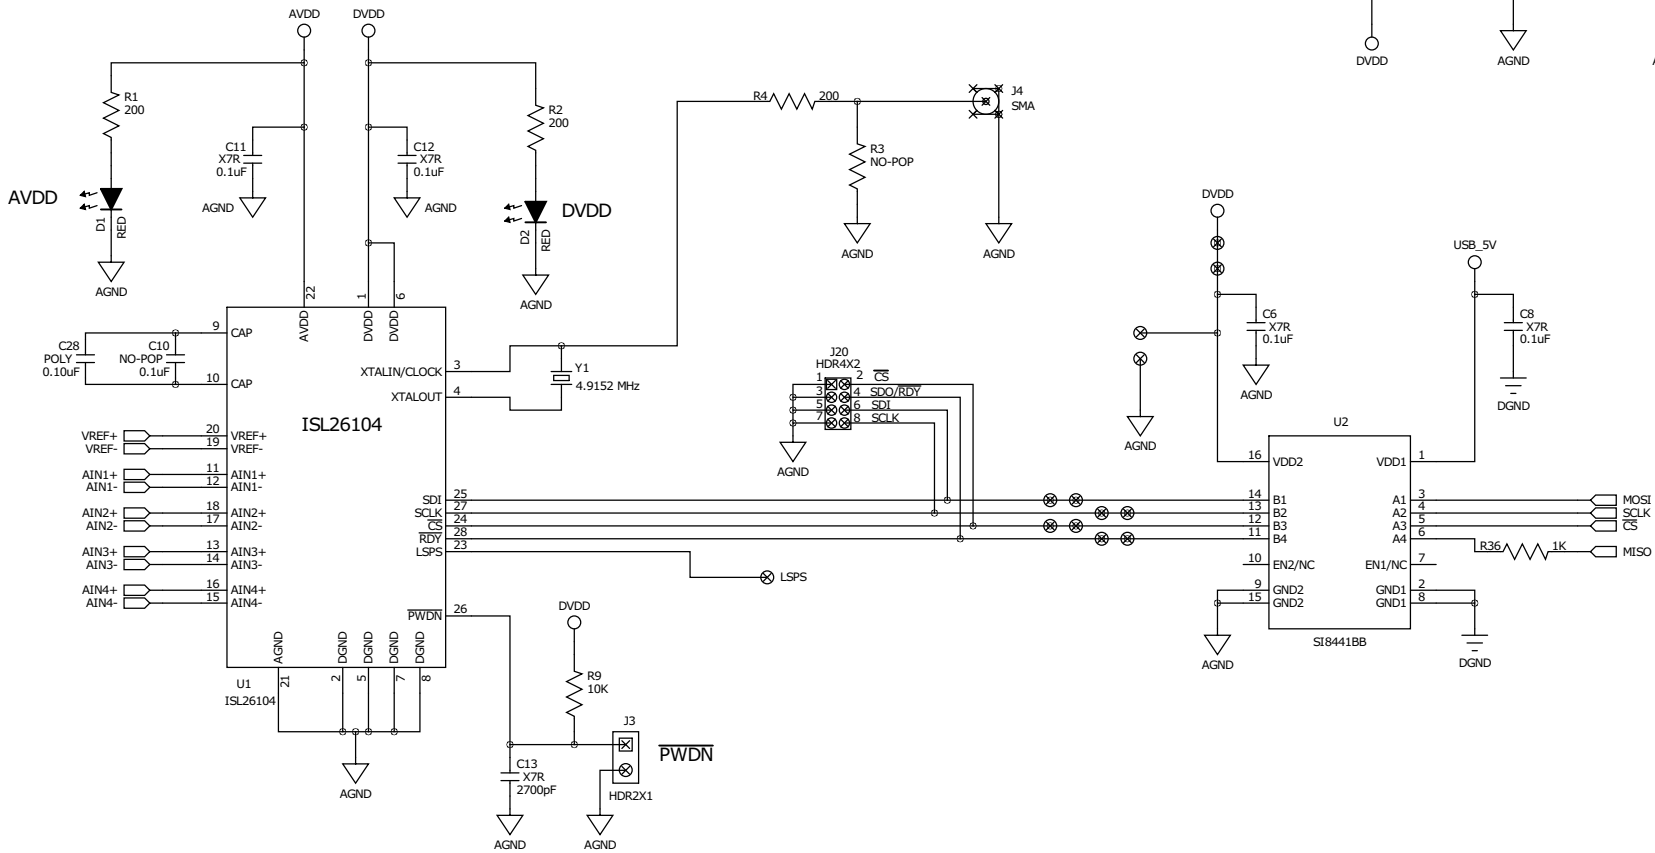 AVDD
DVDD
DVDD
AGND
R1
200
R2
200
C11
X7R
0.1uF
C12
X7R
0.1uF
AGND
AGND
AVDD
D1
RED
AGND
DVDD
D2
RED
AGND
R4
200
J4
SMA
R3
NO-POP
AGND
AGND
22
1
6
AVDD
DVDD
DVDD
C28
POLY
0.10uF
C10
NO-POP
0.1uF
9
CAP
10
CAP
XTALIN/CLOCK
3
XTALOUT
4
Y1
4.9152 MHz
ISL26104
VREF+
20
VREF+
VREF-
19
VREF-
AIN1+
11
AIN1+
AIN1-
12
AIN1-
AIN2+
18
AIN2+
AIN2-
17
AIN2-
AIN3+
13
AIN3+
AIN3-
14
AIN3-
AIN4+
16
AIN4+
AIN4-
15
AIN4-
SDI
25
SCLK
27
CS
24
RDY
28
LSPS
23
LSPS
PWDN
26
AGND
DGND
DGND
DGND
DGND
21
2
5
7
8
U1
ISL26104
AGND
DVDD
R9
10K
J3
HDR2X1
PWDN
C13
X7R
2700pF
AGND
AGND
J20
HDR4X2
1
2
CS
3
4
SDO/RDY
5
6
SDI
7
8
SCLK
AGND
DVDD
C6
X7R
0.1uF
AGND
AGND
USB_5V
C8
X7R
0.1uF
DGND
U2
16
VDD2
VDD1
1
14
B1
A1
3
MOSI
13
B2
A2
4
SCLK
12
B3
A3
5
CS
11
B4
A4
6
R36
1K
MISO
10
EN2/NC
EN1/NC
7
9
GND2
GND1
2
15
GND2
GND1
8
SI8441BB
AGND
DGND